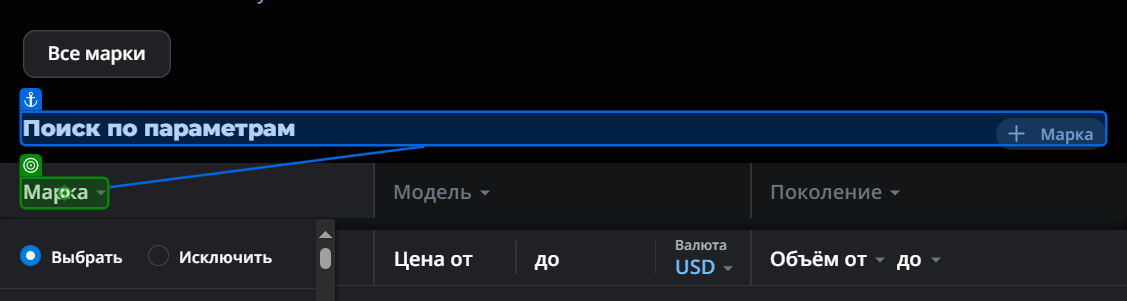 Все марки
Поиск по параметрам
Марка
Марка
Модель
Поколение
Выбрать
Исключить
Цена от
до
Валюта
USD
Объём от
до